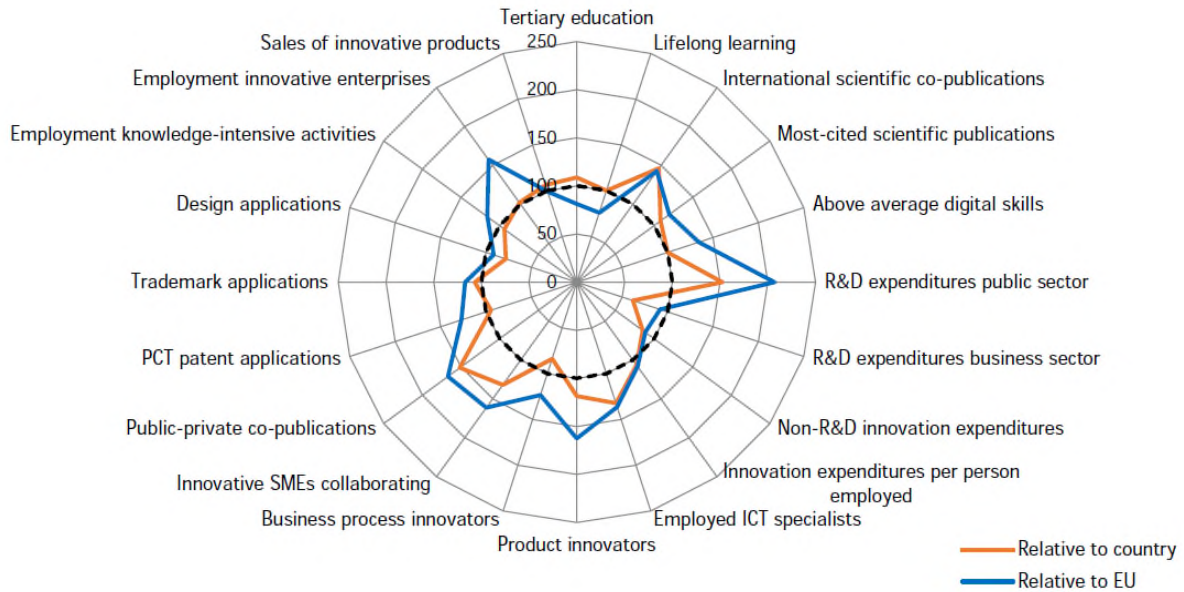 Tertiary education
250
Sales of innovative products
Lifelong learning
Employment innovative enterprises
200
International scientific co-publications
Employment knowledge-intensive activities
150
Most-cited scientific publications
Design applications
100
Above average digital skills
50
Trademark applications
0
R&D expenditures public sector
PCT patent applications
R&D expenditures business sector
Public-private co-publications
Non-R&D innovation expenditures
Innovative SMEs collaborating
Innovation expenditures per person
employed
Business process innovators
Employed ICT specialists
Product innovators
Relative to country
Relative to EU